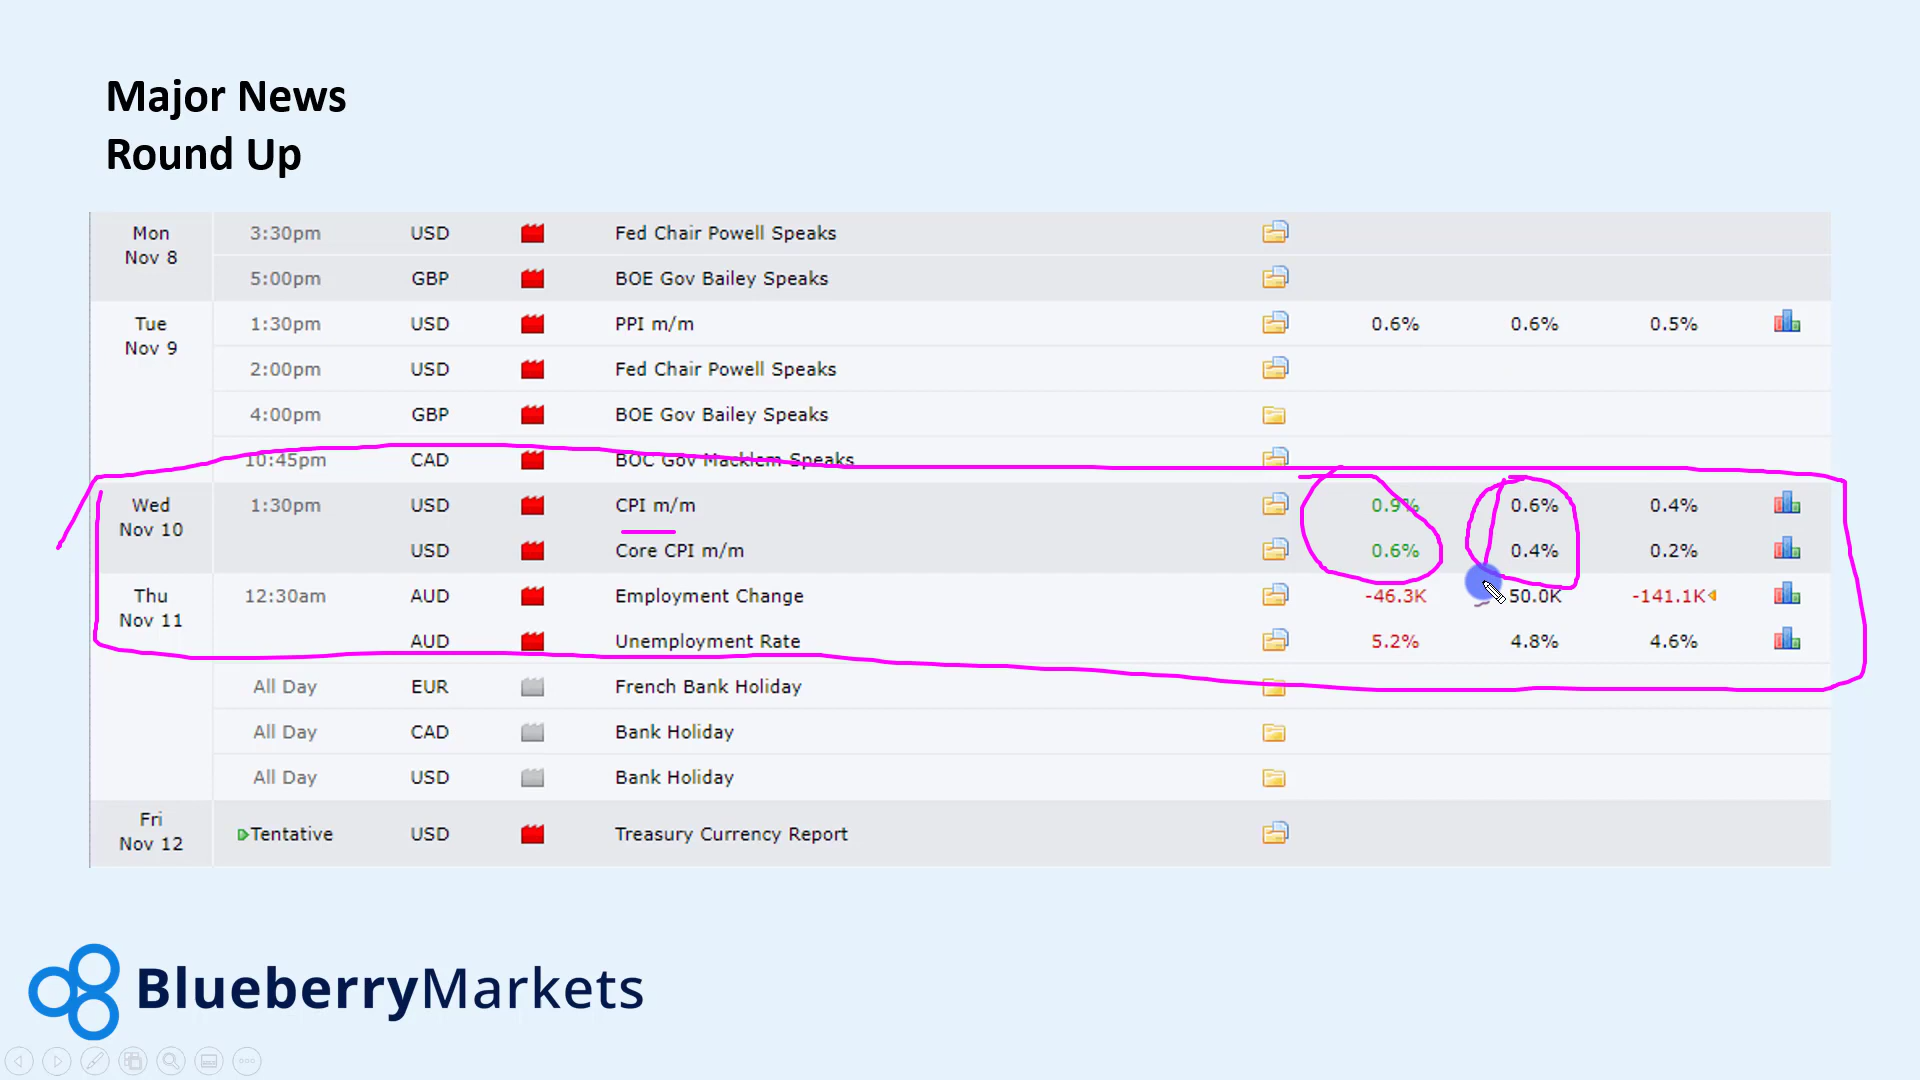 Major News
Round Up
Mon
Nov 8
3:30pm USD Fed Chair Powell Speaks
5:00pm GBP BOE Gov Bailey Speaks
Tue
Nov 9
1:30pm USD PPI m/m 0.6% 0.6% 0.5%
2:00pm USD Fed Chair Powell Speaks
4:00pm GBP BOE Gov Bailey Speaks
10:45pm CAD BOC Gov Macklem Speaks
Wed
Nov 10
1:30pm USD CPI m/m 0.9% 0.6% 0.4%
USD Core CPI m/m 0.6% 0.4% 0.2%
Thu
Nov 11
12:30am AUD Employment Change -46.3K 50.0K -141.1K
AUD Unemployment Rate 5.2% 4.8% 4.6%
All Day EUR French Bank Holiday
All Day CAD Bank Holiday
All Day USD Bank Holiday
Fri
Nov 12
Tentative USD Treasury Currency Report
BlueberryMarkets